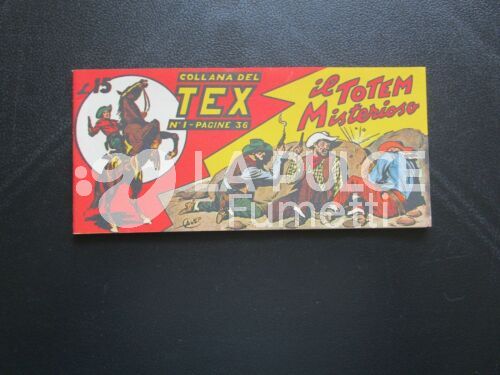 £15
COLLANA DEL
TEX
N° 1 - PAGINE 36
il TOTEM
Misterioso
LA PULCE
Fumetti